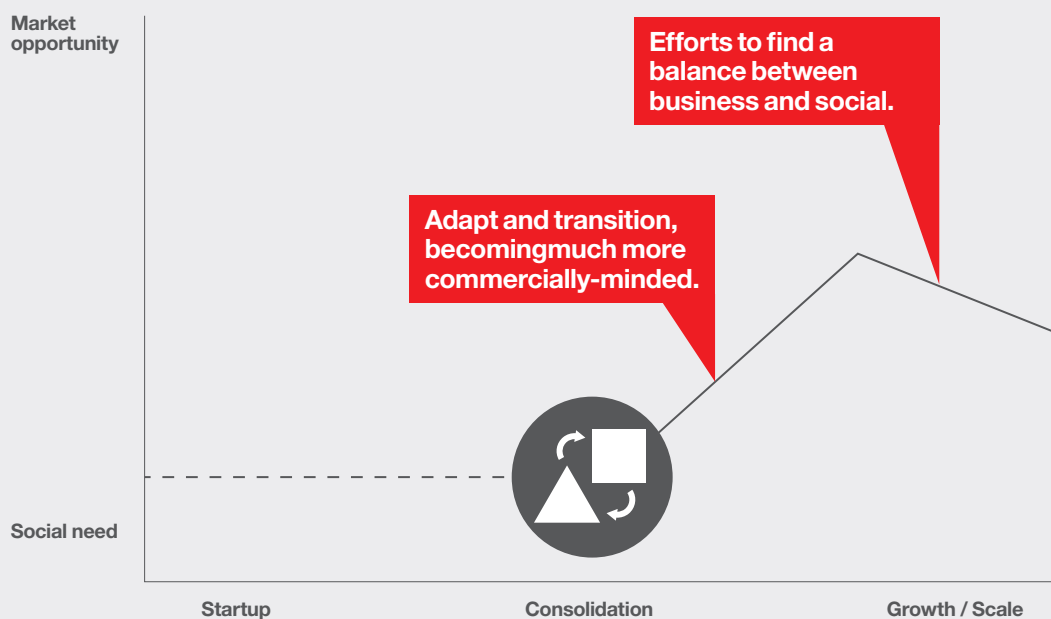 Market
opportunity
Efforts to find a
balance between
business and social.
Adapt and transition,
becomingmuch more
commercially-minded.
Social need
Startup
Consolidation
Growth / Scale